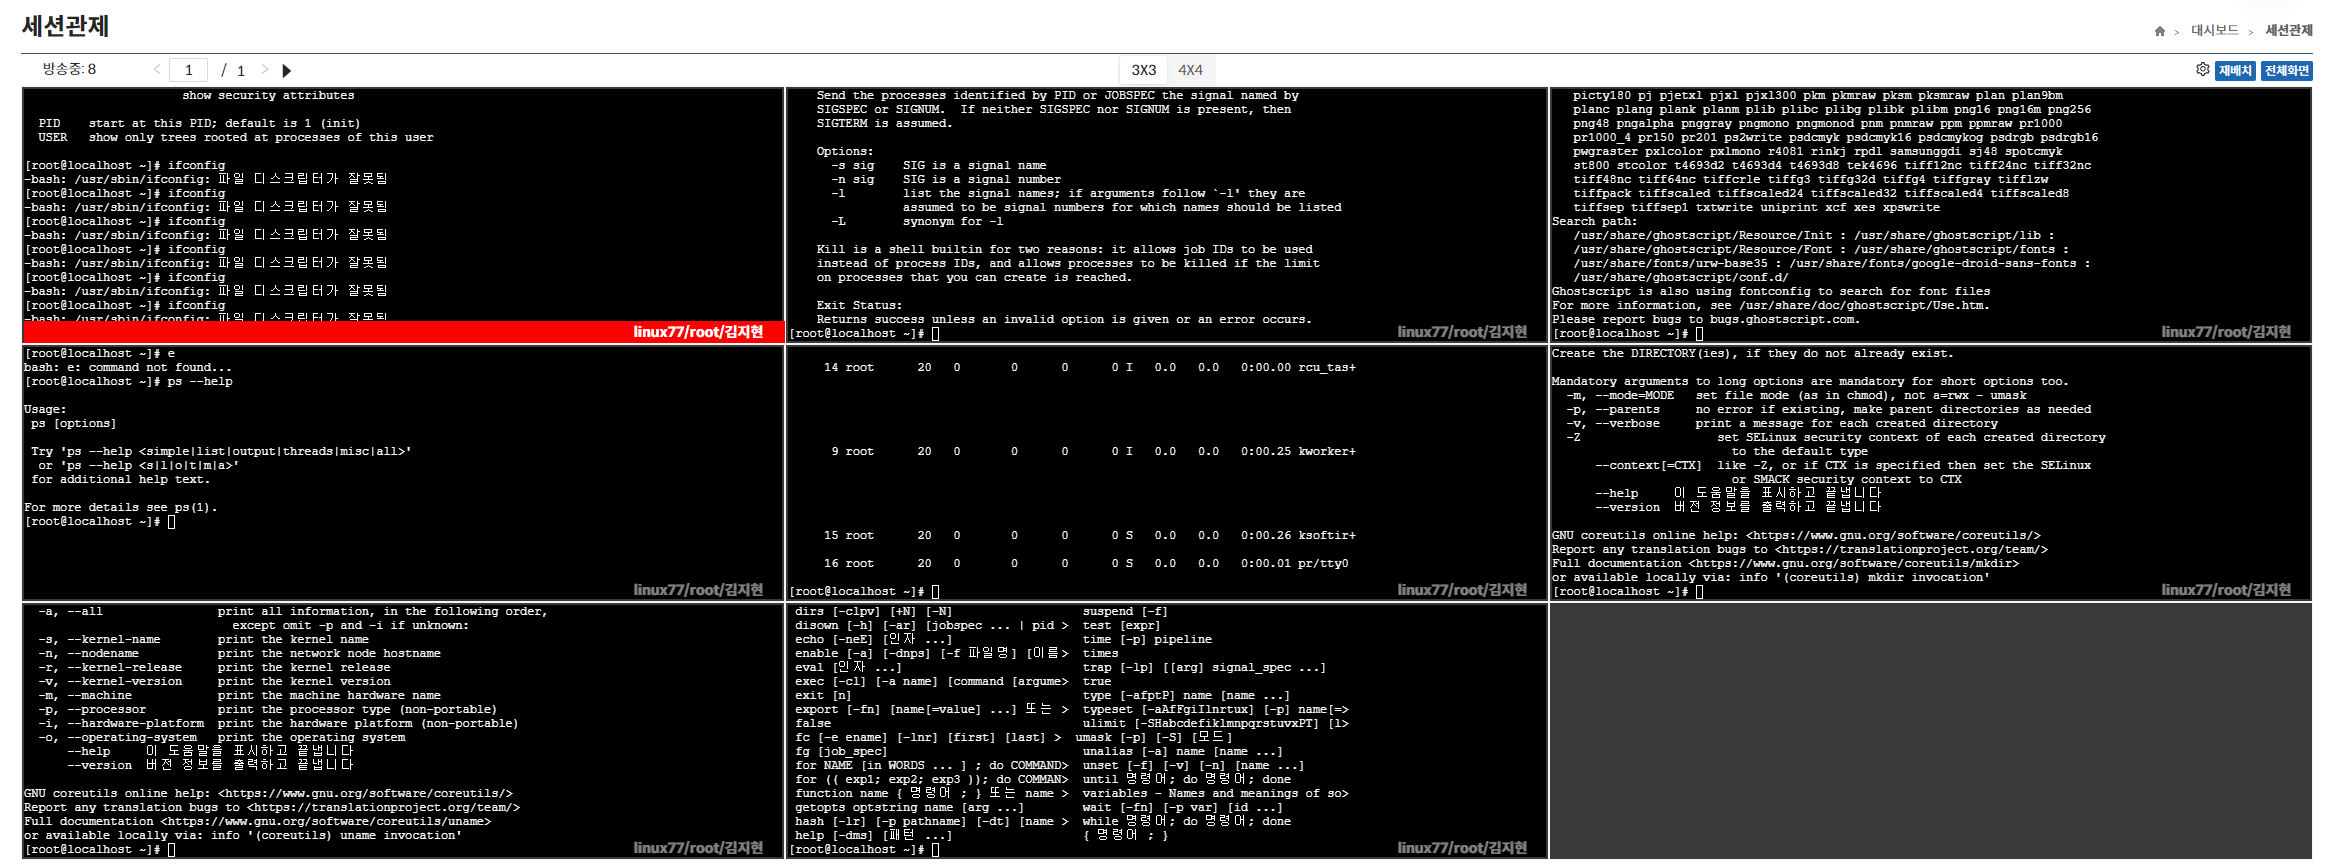 세션관제
> 대시보드 > 세션관제
방송중: 8 < 1 / 1 >
3X3 4X4
재배치 전체화면
show security attributes

PID    start at this PID; default is 1 (init)
USER   show only trees rooted at processes of this user

[root@localhost ~]# ifconfig
-bash: /usr/sbin/ifconfig: 파일 디스크립터가 잘못됨
[root@localhost ~]# ifconfig
-bash: /usr/sbin/ifconfig: 파일 디스크립터가 잘못됨
[root@localhost ~]# ifconfig
-bash: /usr/sbin/ifconfig: 파일 디스크립터가 잘못됨
[root@localhost ~]# ifconfig
-bash: /usr/sbin/ifconfig: 파일 디스크립터가 잘못됨
[root@localhost ~]# ifconfig
-bash: /usr/sbin/ifconfig: 파일 디스크립터가 잘못됨
[root@localhost ~]# ifconfig
-bash: /usr/sbin/ifconfig: 파일 디스크립터가 잘못됨
linux77/root/김지현
Send the processes identified by PID or JOBSPEC the signal named by
SIGSPEC or SIGNUM.  If neither SIGSPEC nor SIGNUM is present, then
SIGTERM is assumed.

Options:
-s sig    SIG is a signal name
-n sig    SIG is a signal number
-l        list the signal names; if arguments follow `-l' they are
assumed to be signal numbers for which names should be listed
-L        synonym for -l

Kill is a shell builtin for two reasons: it allows job IDs to be used
instead of process IDs, and allows processes to be killed if the limit
on processes that you can create is reached.

Exit Status:
Returns success unless an invalid option is given or an error occurs.
[root@localhost ~]#
linux77/root/김지현
picty180 pj pjetxl pjxl pjxl300 pkm pkmraw pksm pksmraw plan plan9bm
planc plang plank planm plib plibc plibg plibk plibm png16 png16m png256
png48 pngalpha pnggray pngmono pngmonod pnm pnmraw ppm ppmraw pr1000
pr1000_4 pr150 pr201 ps2write psdcmyk psdcmyk16 psdcmykog psdrgb psdrgb16
pwgraster pxlcolor pxlmono r4081 rinkj rpdl samsunggdi sj48 spotcmyk
st800 stcolor t4693d2 t4693d4 t4693d8 tek4696 tiff12nc tiff24nc tiff32nc
tiff48nc tiff64nc tiffcrle tiffg3 tiffg32d tiffg4 tiffgray tifflzw
tiffpack tiffscaled tiffscaled24 tiffscaled32 tiffscaled4 tiffscaled8
tiffsep tiffsep1 txtwrite uniprint xcf xes xpswrite
Search path:
/usr/share/ghostscript/Resource/Init : /usr/share/ghostscript/lib :
/usr/share/ghostscript/Resource/Font : /usr/share/ghostscript/fonts :
/usr/share/fonts/urw-base35 : /usr/share/fonts/google-droid-sans-fonts :
/usr/share/ghostscript/conf.d/
Ghostscript is also using fontconfig to search for font files
For more information, see /usr/share/doc/ghostscript/Use.htm.
Please report bugs to bugs.ghostscript.com.
[root@localhost ~]#
linux77/root/김지현
[root@localhost ~]# e
bash: e: command not found...
[root@localhost ~]# ps --help

Usage:
ps [options]

Try 'ps --help <simple|list|output|threads|misc|all>'
or 'ps --help <s|l|o|t|m|a>'
for additional help text.

For more details see ps(1).
[root@localhost ~]#
linux77/root/김지현
14 root      20   0       0      0      0 I   0.0   0.0   0:00.00 rcu_tas+
9 root      20   0       0      0      0 I   0.0   0.0   0:00.25 kworker+
15 root      20   0       0      0      0 S   0.0   0.0   0:00.26 ksoftir+
16 root      20   0       0      0      0 S   0.0   0.0   0:00.01 pr/tty0
[root@localhost ~]#
linux77/root/김지현
Create the DIRECTORY(ies), if they do not already exist.

Mandatory arguments to long options are mandatory for short options too.
-m, --mode=MODE   set file mode (as in chmod), not a=rwx - umask
-p, --parents     no error if existing, make parent directories as needed
-v, --verbose     print a message for each created directory
-Z                   set SELinux security context of each created directory
to the default type
--context[=CTX]  like -Z, or if CTX is specified then set the SELinux
or SMACK security context to CTX
--help     이 도움말을 표시하고 끝냅니다
--version  버전 정보를 출력하고 끝냅니다

GNU coreutils online help: <https://www.gnu.org/software/coreutils/>
Report any translation bugs to <https://translationproject.org/team/>
Full documentation <https://www.gnu.org/software/coreutils/mkdir>
or available locally via: info '(coreutils) mkdir invocation'
[root@localhost ~]#
linux77/root/김지현
-a, --all                print all information, in the following order,
except omit -p and -i if unknown:
-s, --kernel-name        print the kernel name
-n, --nodename           print the network node hostname
-r, --kernel-release     print the kernel release
-v, --kernel-version     print the kernel version
-m, --machine            print the machine hardware name
-p, --processor          print the processor type (non-portable)
-i, --hardware-platform  print the hardware platform (non-portable)
-o, --operating-system   print the operating system
--help     이 도움말을 표시하고 끝냅니다
--version  버전 정보를 출력하고 끝냅니다

GNU coreutils online help: <https://www.gnu.org/software/coreutils/>
Report any translation bugs to <https://translationproject.org/team/>
Full documentation <https://www.gnu.org/software/coreutils/uname>
or available locally via: info '(coreutils) uname invocation'
[root@localhost ~]#
linux77/root/김지현
dirs [-clpv] [+N] [-N]                  suspend [-f]
disown [-h] [-ar] [jobspec ... | pid >  test [expr]
echo [-neE] [인자 ...]                  time [-p] pipeline
enable [-a] [-dnps] [-f 파일명] [이름>  times
eval [인자 ...]                         trap [-lp] [[arg] signal_spec ...]
exec [-cl] [-a name] [command [argume>  true
exit [n]                                type [-afptP] name [name ...]
export [-fn] [name[=value] ...] 또는 >  typeset [-aAfFgiIlnrtux] [-p] name[=>
false                                   ulimit [-SHabcdefiklmnpqrstuvxPT] [l>
fc [-e ename] [-lnr] [first] [last] >  umask [-p] [-S] [모드]
fg [job_spec]                           unalias [-a] name [name ...]
for NAME [in WORDS ... ] ; do COMMAND>  unset [-f] [-v] [-n] [name ...]
for (( exp1; exp2; exp3 )); do COMMAN>  until 명령어; do 명령어; done
function name { 명령어 ; } 또는 name >  variables - Names and meanings of so>
getopts optstring name [arg ...]        wait [-fn] [-p var] [id ...]
hash [-lr] [-p pathname] [-dt] [name >  while 명령어; do 명령어; done
help [-dms] [패턴 ...]                  { 명령어 ; }
[root@localhost ~]#
linux77/root/김지현